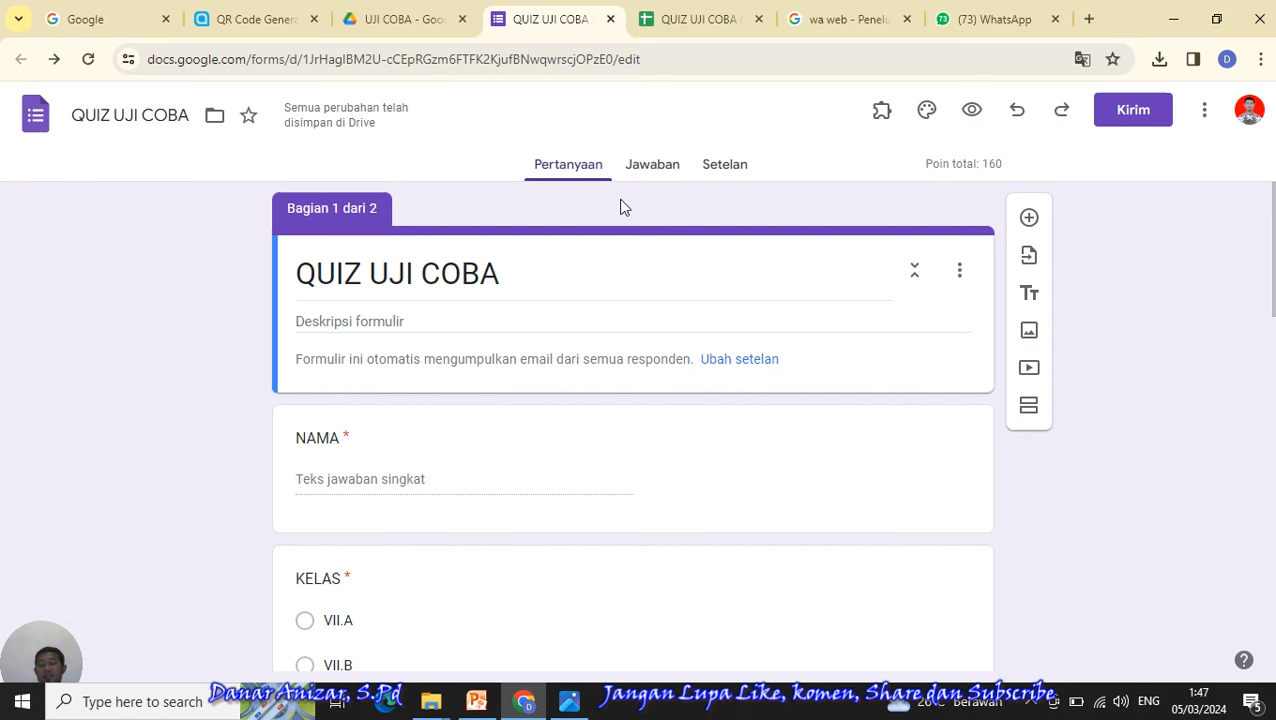 Google
QR Code Genera
UJI COBA - Goo
QUIZ UJI COBA -
QUIZ UJI COBA
wa web - Penelu
(73) WhatsApp
docs.google.com/forms/d/1JrHagIBM2U-cCEpRGzm6FTFK2KjufBNwqwrscjOPzE0/edit
QUIZ UJI COBA
Semua perubahan telah
disimpan di Drive
Kirim
Pertanyaan
Jawaban
Setelan
Poin total: 160
Bagian 1 dari 2
QUIZ UJI COBA
Deskripsi formulir
Formulir ini otomatis mengumpulkan email dari semua responden. Ubah setelan
NAMA *
Teks jawaban singkat
KELAS *
VII.A
VII.B
Type here to search
Danar Anizar, S.Pd
Jangan Lupa Like, komen, Share dan Subscribe
Berawan
ENG
1:47
05/03/2024
5